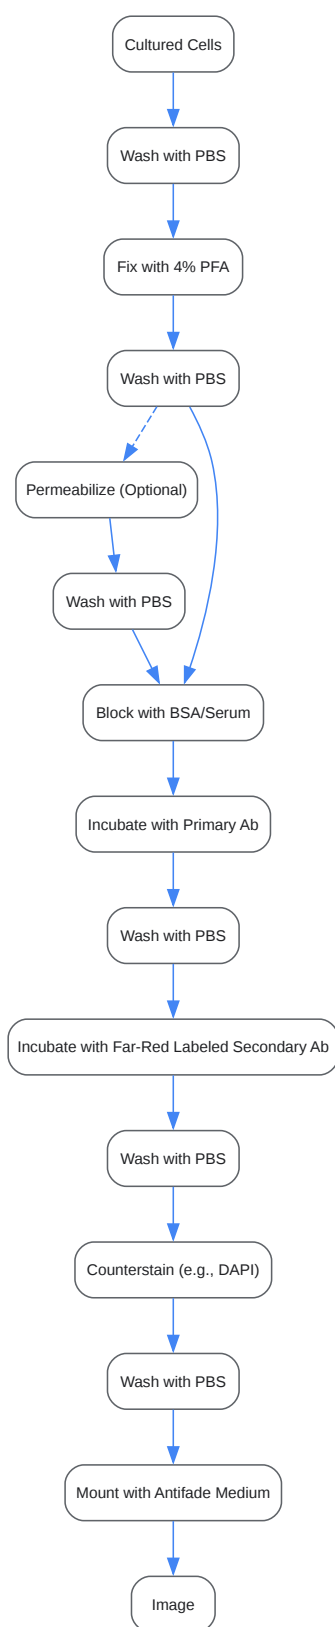 Cultured Cells
Wash with PBS
Fix with 4% PFA
Wash with PBS
Permeabilize (Optional)
Wash with PBS
Block with BSA/Serum
Incubate with Primary Ab
Wash with PBS
Incubate with Far-Red Labeled Secondary Ab
Wash with PBS
Counterstain (e.g., DAPI)
Wash with PBS
Mount with Antifade Medium
Image